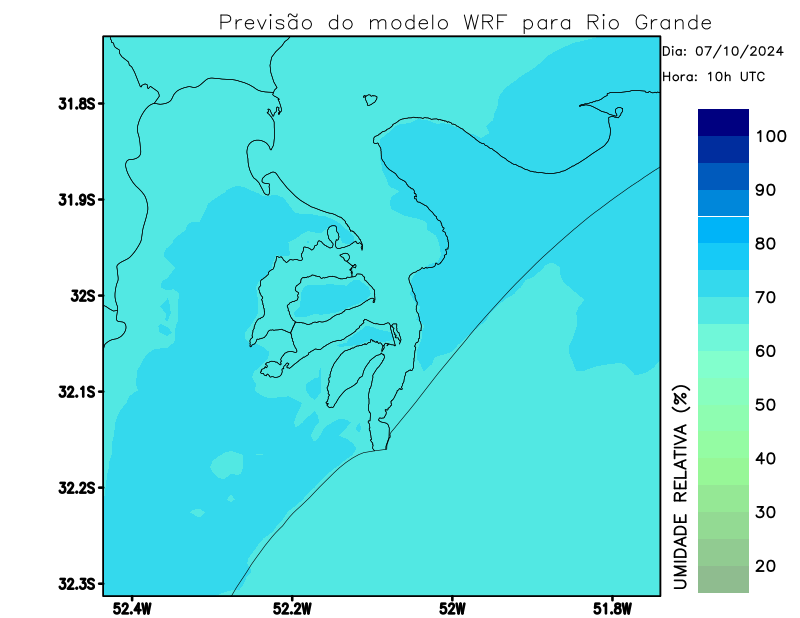 Previsão do modelo WRF para Rio Grande
Dia: 07/10/2024
Hora: 10h UTC
31.8S
31.9S
32S
32.1S
32.2S
32.3S
52.4W
52.2W
52W
51.8W
UMIDADE RELATIVA (%)
100
90
80
70
60
50
40
30
20